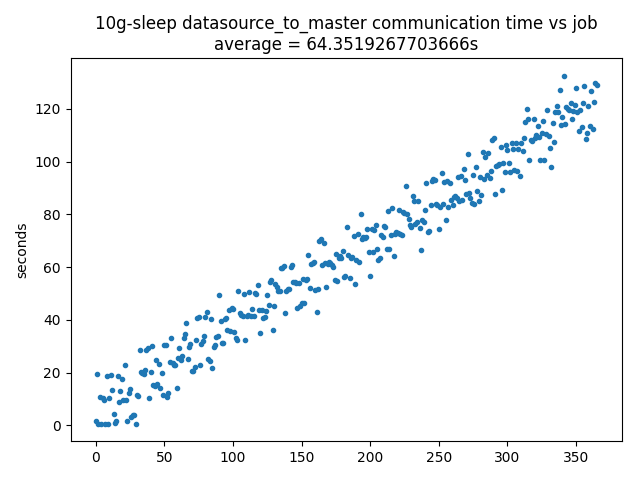 10g-sleep datasource_to_master communication time vs job
average = 64.3519267703666s
seconds
120
100
80
60
40
20
0
0 50 100 150 200 250 300 350